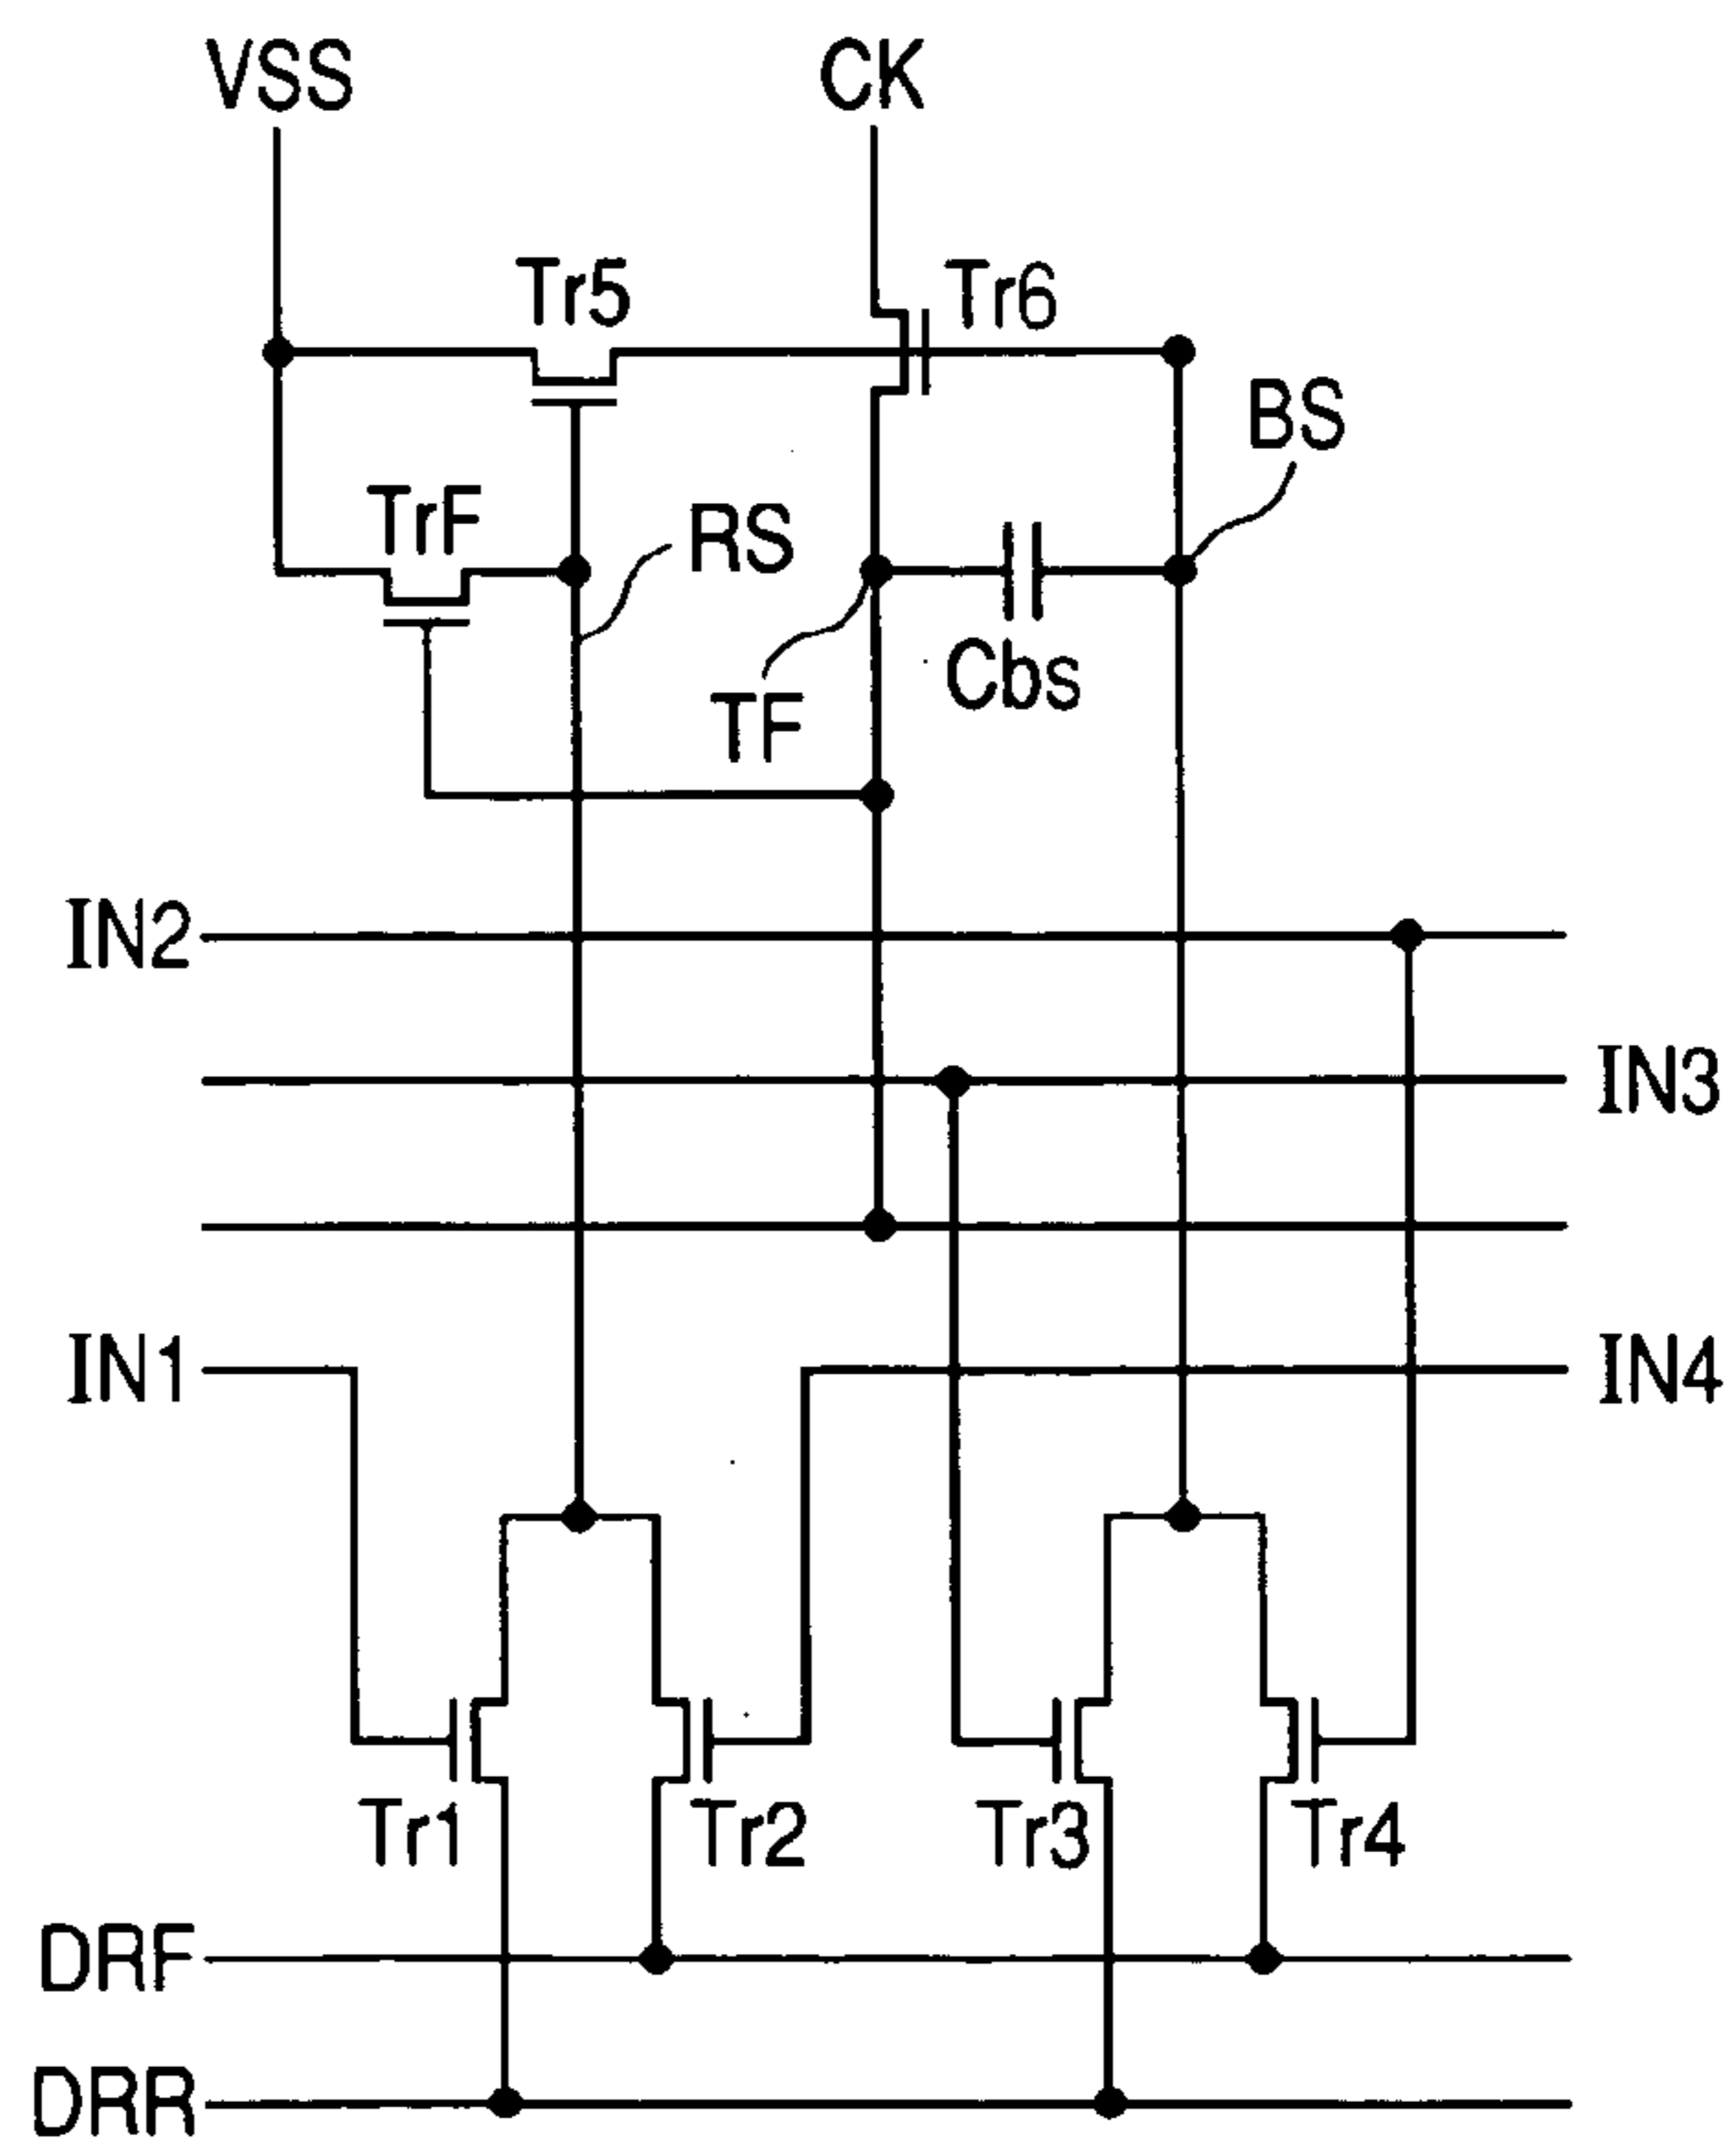 VSS
CK
Tr5
Tr6
BS
TrF
RS
Cbs
TF
IN2
IN3
IN1
IN4
Tr1
Tr2
Tr3
Tr4
DRF
DRR